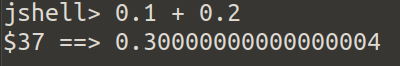 jshell> 0.1 + 0.2
$37 ==> 0.30000000000000004